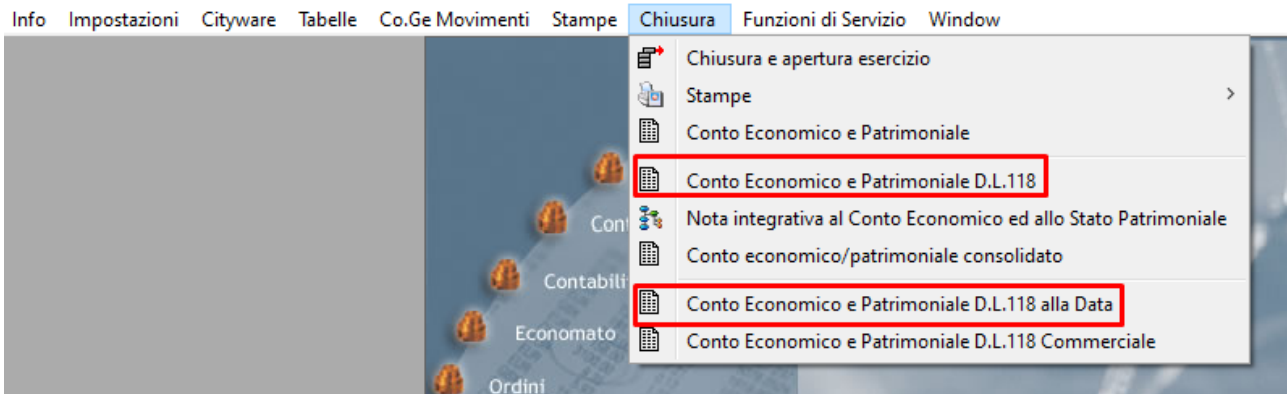 Info Impostazioni Cityware Tabelle Co.Ge Movimenti Stampe Chiusura Funzioni di Servizio Window
Chiusura e apertura esercizio
Stampe
Conto Economico e Patrimoniale
Conto Economico e Patrimoniale D.L.118
Nota integrativa al Conto Economico ed allo Stato Patrimoniale
Conto economico/patrimoniale consolidato
Conto Economico e Patrimoniale D.L.118 alla Data
Conto Economico e Patrimoniale D.L.118 Commerciale
Cont
Contabili
Economato
Ordini